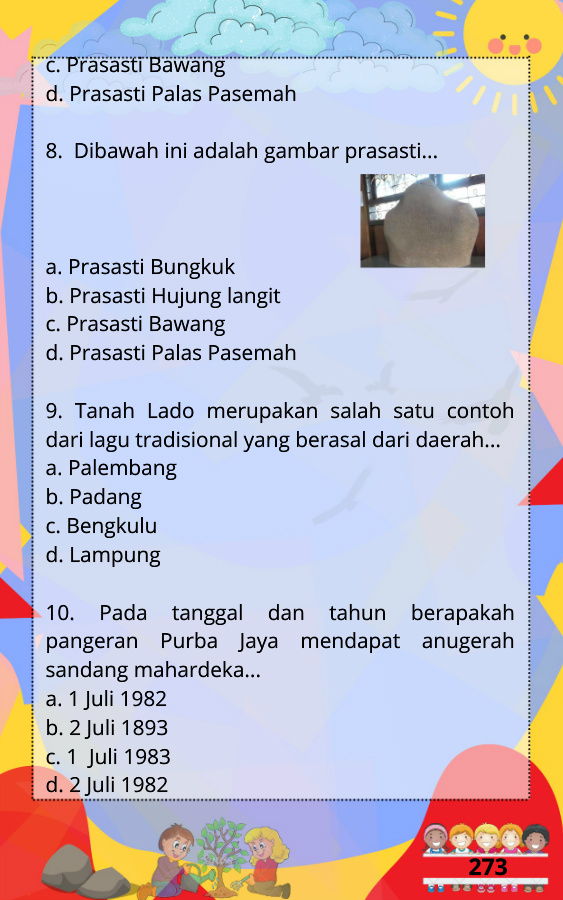 c. Prasasti Bawang
d. Prasasti Palas Pasemah
8. Dibawah ini adalah gambar prasasti...
a. Prasasti Bungkuk
b. Prasasti Hujung langit
c. Prasasti Bawang
d. Prasasti Palas Pasemah
9. Tanah Lado merupakan salah satu contoh
dari lagu tradisional yang berasal dari daerah...
a. Palembang
b. Padang
c. Bengkulu
d. Lampung
10. Pada tanggal dan tahun berapakah
pangeran Purba Jaya mendapat anugerah
sandang mahardeka...
a. 1 Juli 1982
b. 2 Juli 1893
c. 1 Juli 1983
d. 2 Juli 1982
273